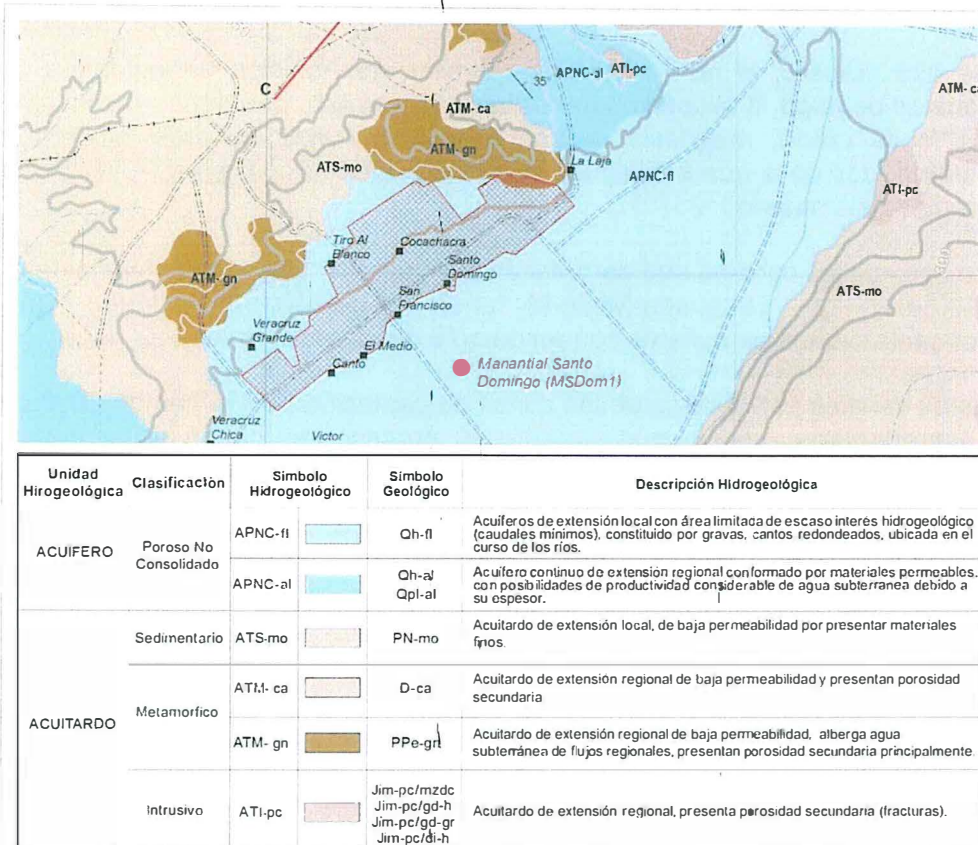 C
35
APNC-al
ATI-pc
ATM- ca
ATM- ca
ATM- gn
ATS-mo
La Laja
APNC-fl
ATI-pc
Tiro Al
Blanco
Cocachacra
Santo
Domingo
ATM- gn
San
Francisco
ATS-mo
Veracruz
Grande
El Medio
Canto
Manantial Santo
Domingo (MSDom1)
Veracruz
Chica
Victor
Unidad
Hirogeológica
Clasificación
Simbolo
Hidrogeológico
Simbolo
Geológico
Descripción Hidrogeológica
ACUIFERO
Poroso No
Consolidado
APNC-fl
Qh-fl
Acuíferos de extensión local con área limitada de escaso interés hidrogeológico
(caudales mínimos), constituido por gravas, cantos redondeados, ubicada en el
curso de los ríos.
APNC-al
Qh-al
Qpl-al
Acuífero continuo de extensión regional conformado por materiales permeables.
con posibilidades de productividad considerable de agua subterranea debido a
su espesor.
ACUITARDO
Sedimentario
ATS-mo
PN-mo
Acuitardo de extensión local, de baja permeabilidad por presentar materiales
finos.
Metamorfico
ATM- ca
D-ca
Acuitardo de extensión regional de baja permeabilidad y presentan porosidad
secundaria
ATM- gn
PPe-gn
Acuitardo de extensión regional de baja permeabilidad, alberga agua
subterránea de flujos regionales, presentan porosidad secundaria principalmente.
Intrusivo
ATI-pc
Jim-pc/mzdc
Jim-pc/gd-h
Jim-pc/gd-gr
Jim-pc/di-h
Acuitardo de extensión regional, presenta porosidad secundaria (fracturas).